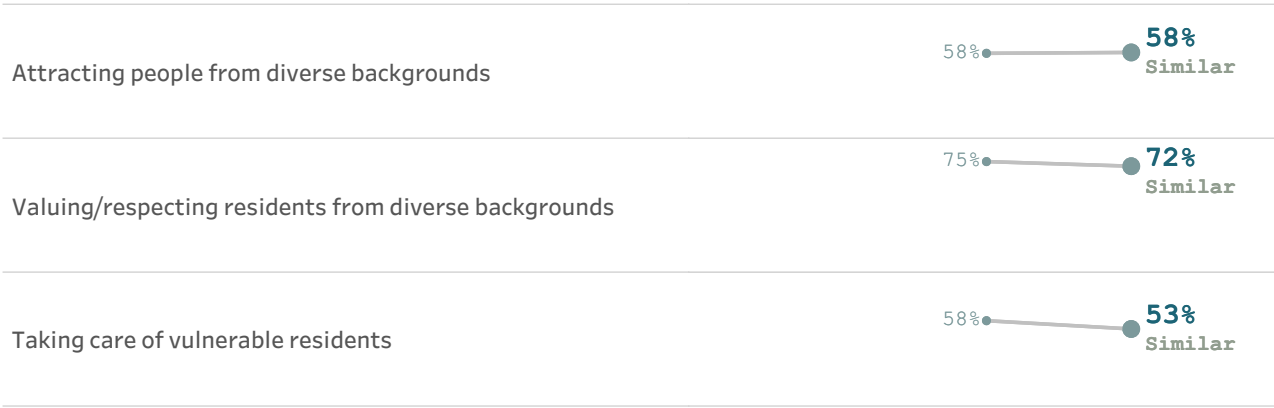 Attracting people from diverse backgrounds
58%
58%
Similar
Valuing/respecting residents from diverse backgrounds
75%
72%
Similar
Taking care of vulnerable residents
58%
53%
Similar